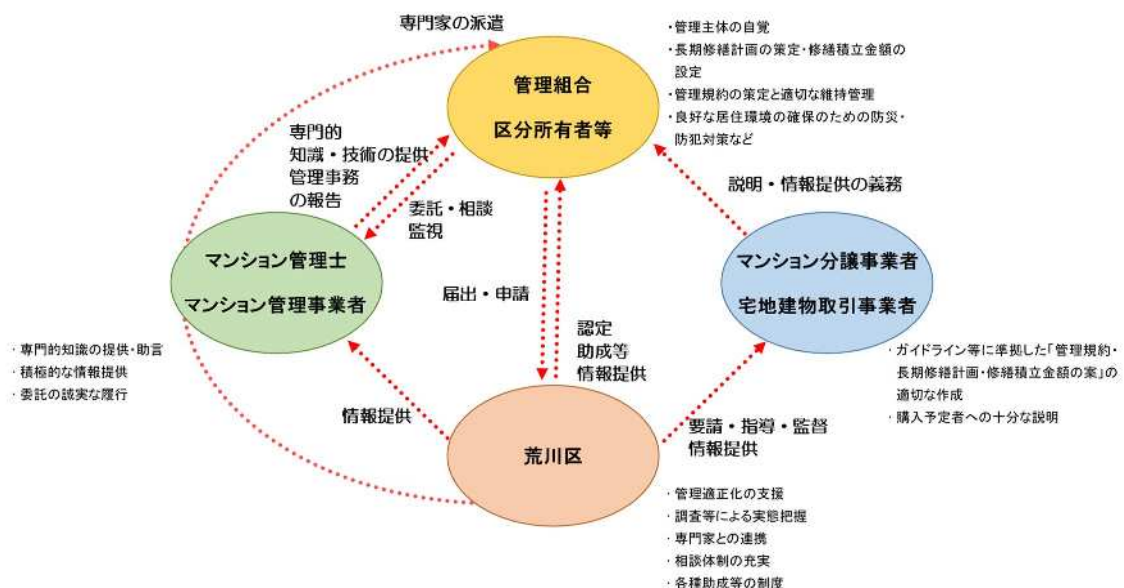 専門家の派遣
管理組合
区分所有者等
・管理主体の自覚
・長期修繕計画の策定・修繕積立金額の
設定
・管理規約の策定と適切な維持管理
・良好な居住環境の確保のための防災・
防犯対策など
専門的
知識・技術の提供
管理事務
の報告
委託・相談
監視
説明・情報提供の義務
マンション管理士
マンション管理事業者
マンション分譲事業者
宅地建物取引事業者
届出・申請
認定
助成等
情報提供
・専門的知識の提供・助言
・積極的な情報提供
・委託の誠実な履行
・ガイドライン等に準拠した「管理規約・
長期修繕計画・修繕積立金額の案」の
適切な作成
・購入予定者への十分な説明
情報提供
要請・指導・監督
情報提供
荒川区
・管理適正化の支援
・調査等による実態把握
・専門家との連携
・相談体制の充実
・各種助成等の制度